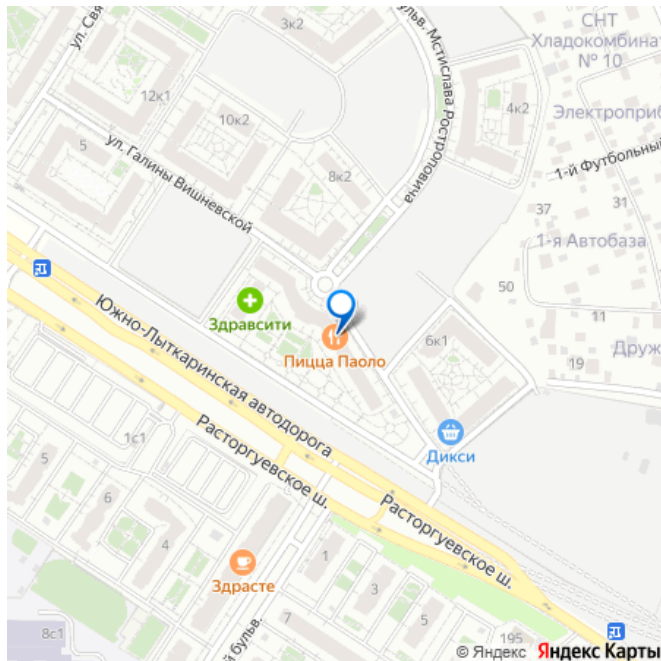 ул. Свя
3к2
бульв. Мстислава Ростроповича
СНТ
Хладокомбинат
№ 10
12к1
10к2
4к2
Электроприб
5
ул. Галины Вишневской
8к2
1-й Футбольный
31
37
1-я Автобаза
50
Здравсити
11
Пицца Паоло
6к1
Друж
19
Южно-Лыткаринская автодорога
Дикси
1с1
Расторгуевское ш.
5
6
4
Расторгуевское ш.
Здрасте
1
3
5
7
8с1
й бульв.
195
© Яндекс Яндекс Карты